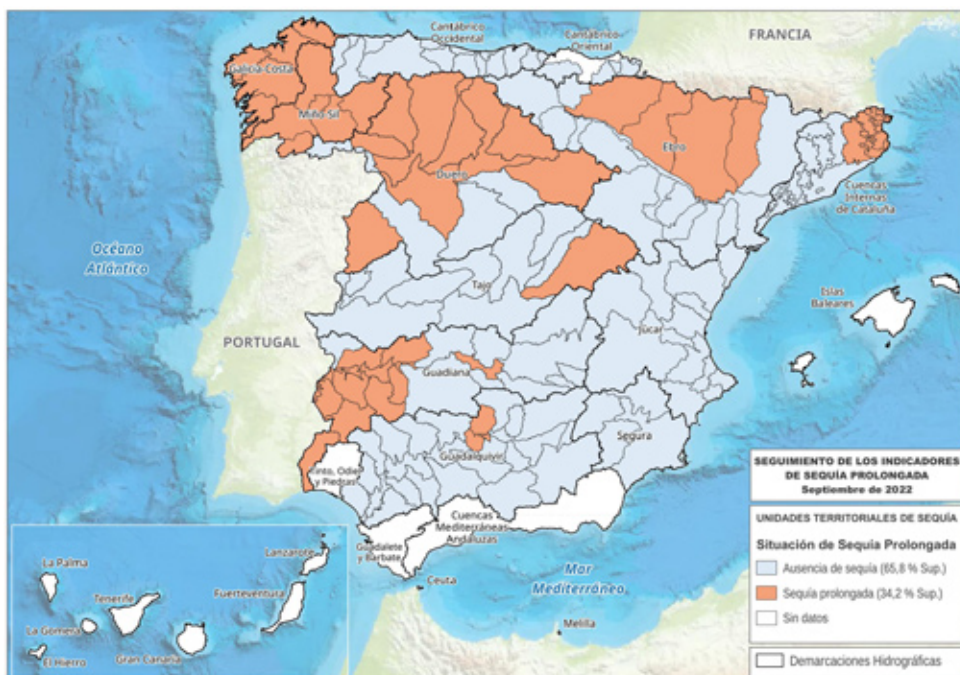 Cantábrico
Occidental
Cantábrico
Oriental
FRANCIA
Galicia Costa
Miño-Sil
Duero
Ebro
Cuencas
Internas
de Cataluña
Océano
Atlántico
Tajo
Islas
Baleares
PORTUGAL
Júcar
Guadiana
Segura
Guadalquivir
Tinto, Odiel
y Piedras
Cuencas
Mediterráneas
Andaluzas
Guadalete
y Barbate
Ceuta
Mar
Mediterráneo
Melilla
La Palma
Lanzarote
Tenerife
Fuerteventura
La Gomera
El Hierro
Gran Canaria
SEGUIMIENTO DE LOS INDICADORES
DE SEQUÍA PROLONGADA
Septiembre de 2022
UNIDADES TERRITORIALES DE SEQUÍA
Situación de Sequía Prolongada
Ausencia de sequía (65,8 % Sup.)
Sequía prolongada (34,2 % Sup.)
Sin datos
Demarcaciones Hidrográficas